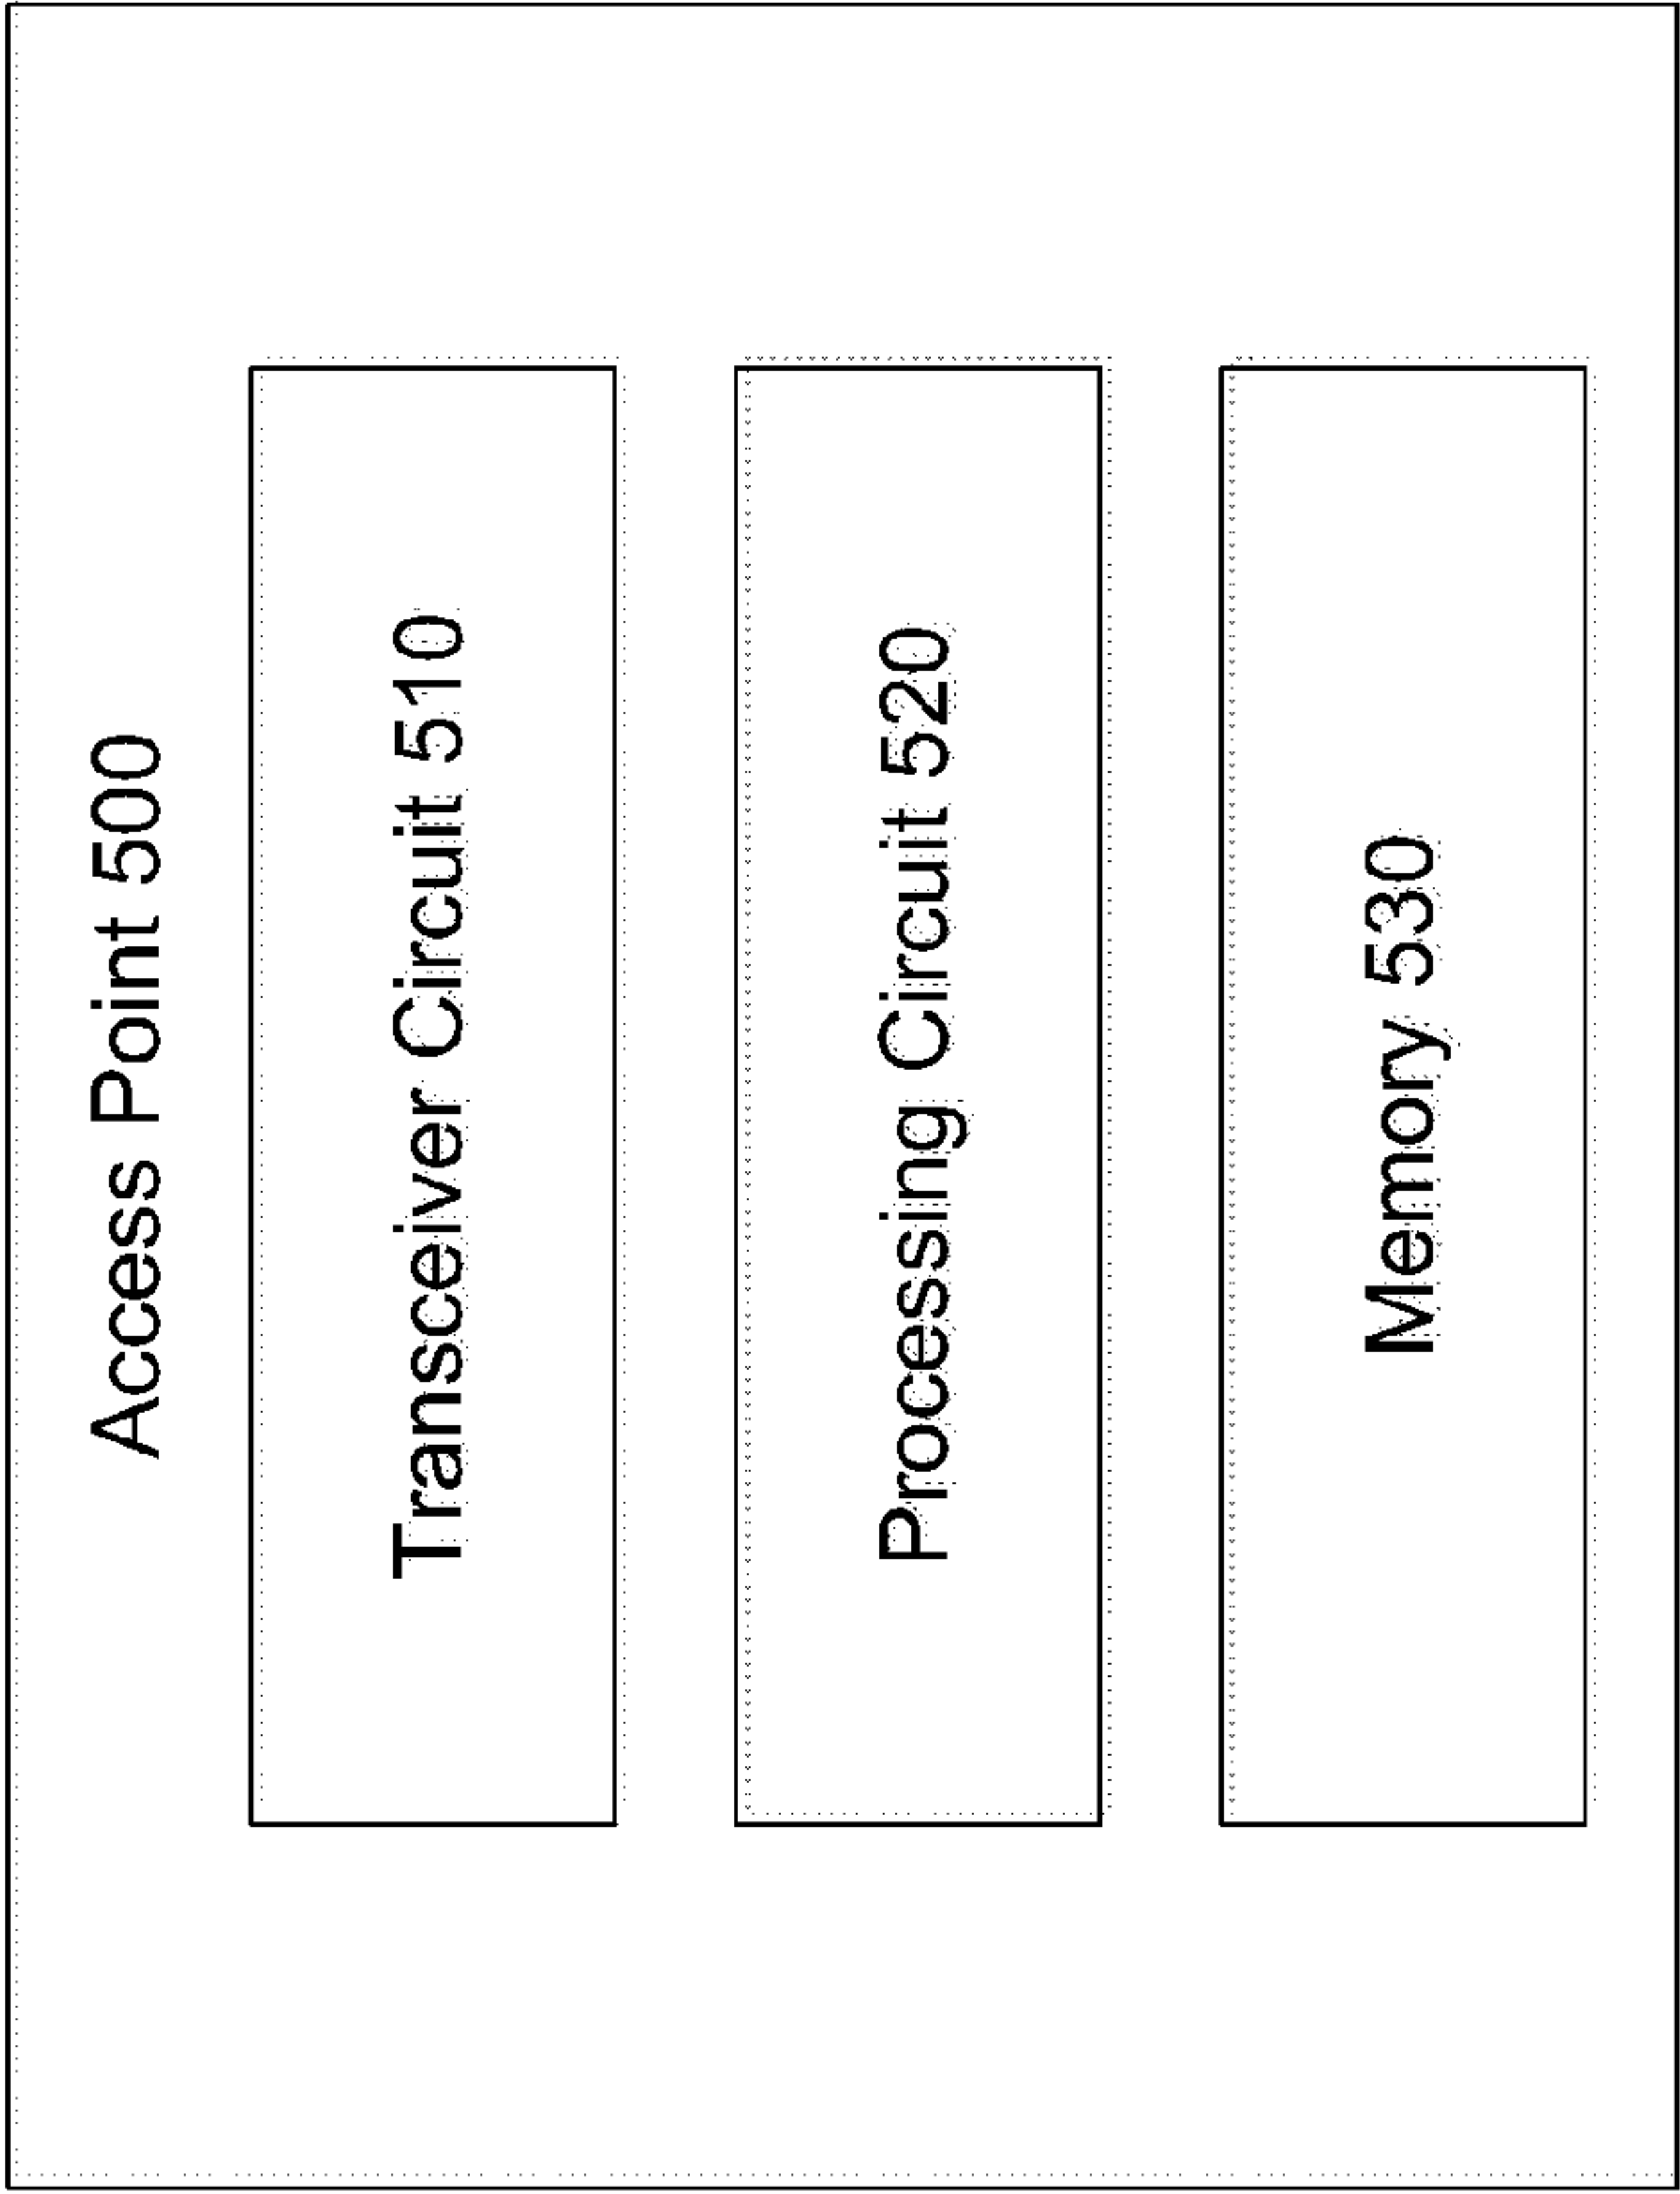 Access Point 500
Transceiver Circuit 510
Processing Circuit 520
Memory 530